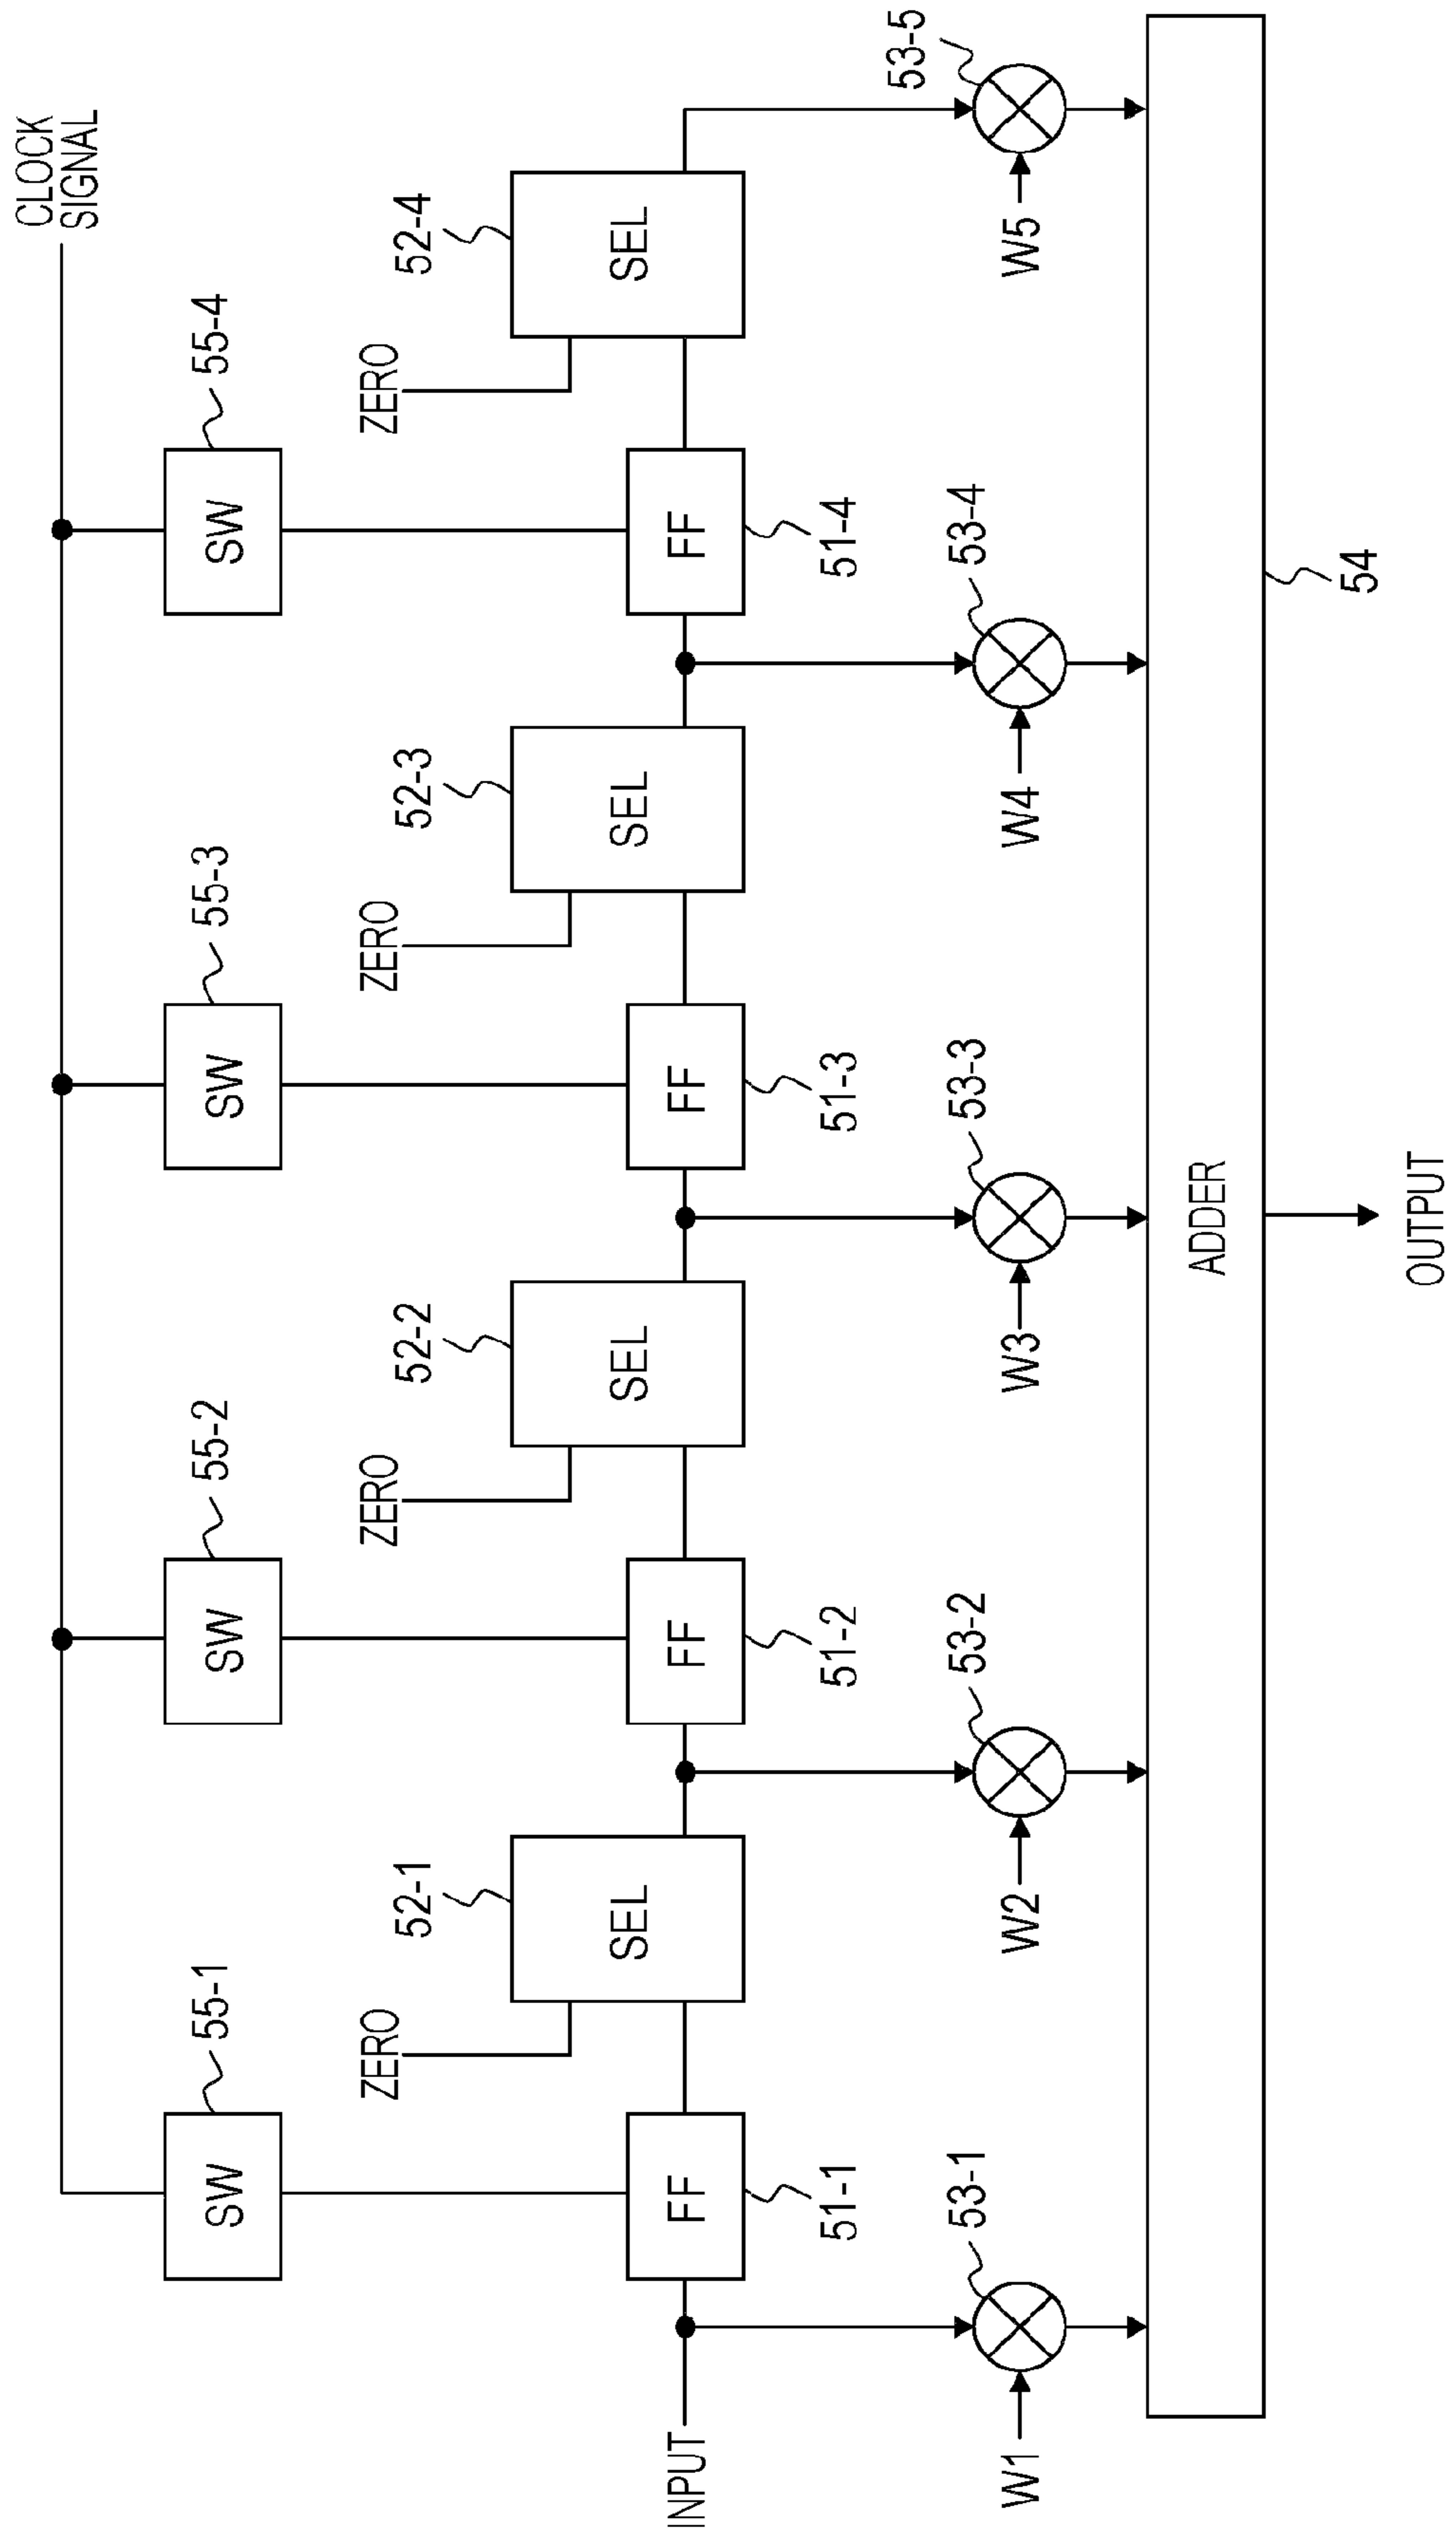 CLOCK
SIGNAL
55-1
55-2
55-3
55-4
SW
SW
SW
SW
ZERO
52-1
ZERO
52-2
ZERO
52-3
ZERO
52-4
INPUT
FF
SEL
FF
SEL
FF
SEL
FF
SEL
51-1
51-2
51-3
51-4
53-1
53-2
53-3
53-4
53-5
W1
W2
W3
W4
W5
ADDER
54
OUTPUT